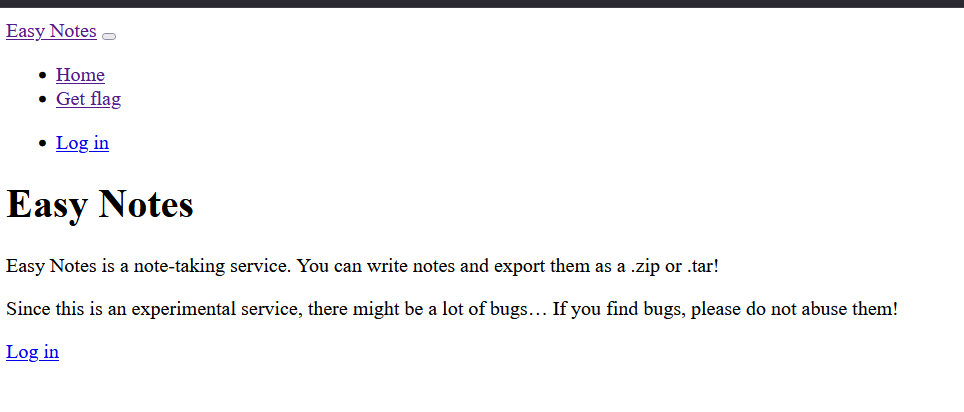 Easy Notes
Home
Get flag
Log in
Easy Notes
Easy Notes is a note-taking service. You can write notes and export them as a .zip or .tar!
Since this is an experimental service, there might be a lot of bugs… If you find bugs, please do not abuse them!
Log in